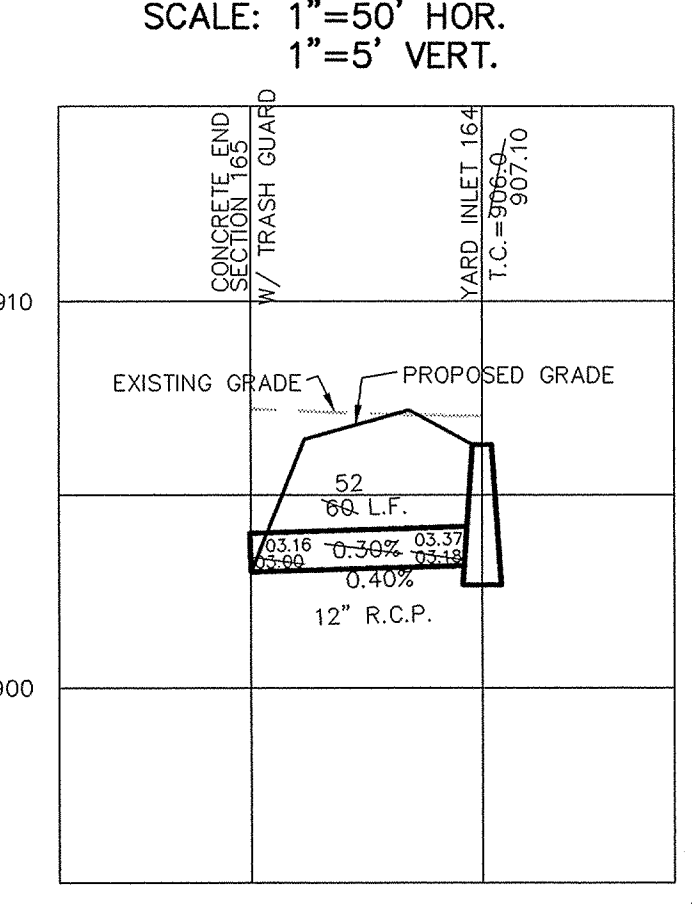 SCALE: 1"=50' HOR.
1"=5' VERT.
CONCRETE END
SECTION 165
W/ TRASH GUARD
YARD INLET 164
T.C.=906.0
907.10
910
EXISTING GRADE
PROPOSED GRADE
52
60 L.F.
03.16 0.30% 03.37
03.00 03.18
0.40%
12" R.C.P.
900